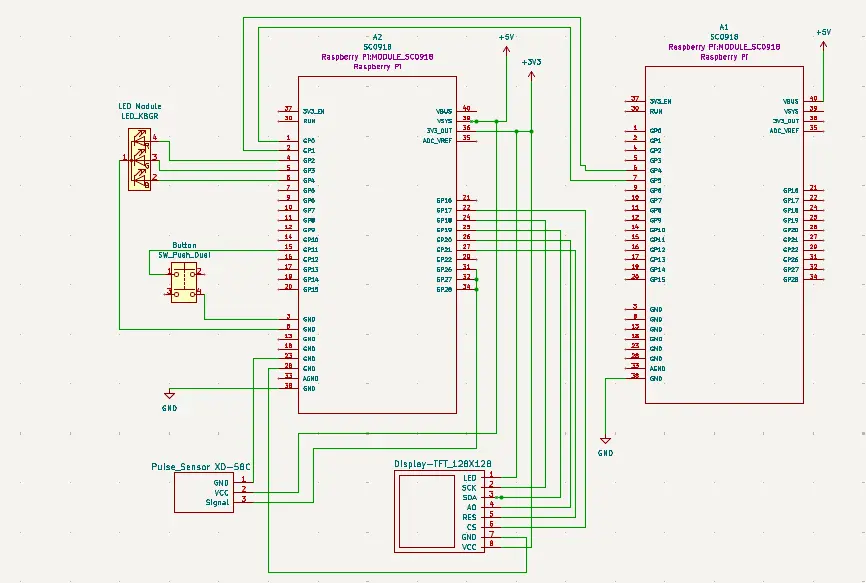 A2
SC0918
Raspberry Pi:MODULE_SC0918
Raspberry Pi
+5V
+3V3
A1
SC0918
Raspberry Pi:MODULE_SC0918
Raspberry Pi
+5V
37 3V3_EN
30 RUN
1 GP0
2 GP1
4 GP2
5 GP3
6 GP4
7 GP5
9 GP6
10 GP7
11 GP8
12 GP9
14 GP10
15 GP11
16 GP12
17 GP13
19 GP14
20 GP15
3 GND
8 GND
13 GND
18 GND
23 GND
28 GND
33 AGND
38 GND
VBUS 40
VSYS 39
3V3_OUT 36
ADC_VREF 35
GP16 21
GP17 22
GP18 24
GP19 25
GP20 26
GP21 27
GP22 29
GP26 31
GP27 32
GP28 34
37 3V3_EN
30 RUN
1 GP0
2 GP1
4 GP2
5 GP3
6 GP4
7 GP5
9 GP6
10 GP7
11 GP8
12 GP9
14 GP10
15 GP11
16 GP12
17 GP13
19 GP14
20 GP15
3 GND
8 GND
13 GND
18 GND
23 GND
28 GND
33 AGND
38 GND
VBUS 40
VSYS 39
3V3_OUT 36
ADC_VREF 35
GP16 21
GP17 22
GP18 24
GP19 25
GP20 26
GP21 27
GP22 29
GP26 31
GP27 32
GP28 34
LED Module
LED_KBGR
4
1
3
2
R
G
B
Button
SW_Push_Dual
1 2
3 4
GND
GND
Pulse_Sensor XD-58C
GND 1
VCC 2
Signal 3
Display-TFT_128X128
LED 1
SCK 2
SDA 3
AO 4
RES 5
CS 6
GND 7
VCC 8